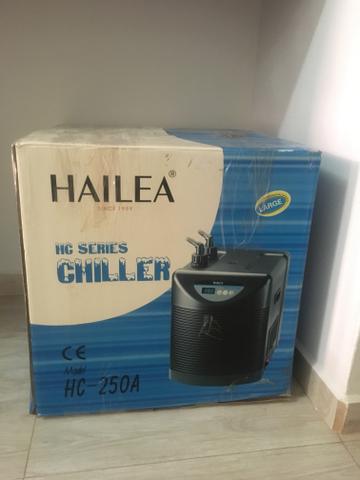 HAILEA®
SINCE 1989
LARGE
HC SERIES
CHILLER
CE
Model
HC-250A